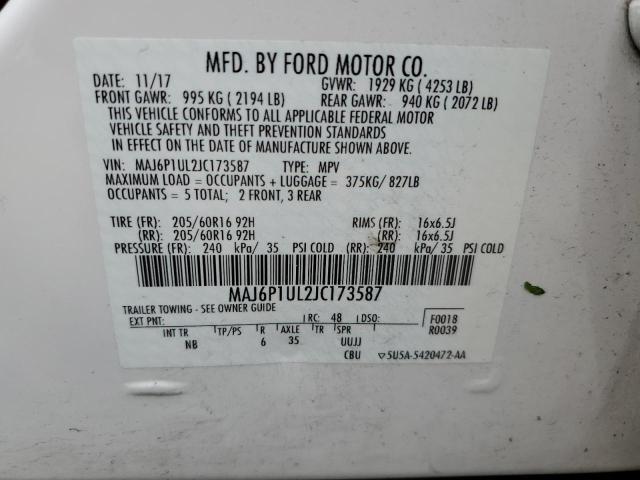 MFD. BY FORD MOTOR CO.
DATE: 11/17 GVWR: 1929 KG ( 4253 LB)
FRONT GAWR: 995 KG ( 2194 LB) REAR GAWR: 940 KG ( 2072 LB)
THIS VEHICLE CONFORMS TO ALL APPLICABLE FEDERAL MOTOR
VEHICLE SAFETY AND THEFT PREVENTION STANDARDS
IN EFFECT ON THE DATE OF MANUFACTURE SHOWN ABOVE.
VIN: MAJ6P1UL2JC173587 TYPE: MPV
MAXIMUM LOAD = OCCUPANTS + LUGGAGE = 375KG/ 827LB
OCCUPANTS = 5 TOTAL; 2 FRONT, 3 REAR
TIRE (FR): 205/60R16 92H RIMS (FR): 16x6.5J
(RR): 205/60R16 92H (RR): 16x6.5J
PRESSURE (FR): 240 kPa/ 35 PSI COLD (RR): 240 kPa/ 35 PSI COLD
MAJ6P1UL2JC173587
TRAILER TOWING - SEE OWNER GUIDE
EXT PNT: RC: 48 DSO: F0018
INT TR TP/PS R AXLE TR SPR R0039
NB 6 35 UUJJ
CBU 5U5A-5420472-AA